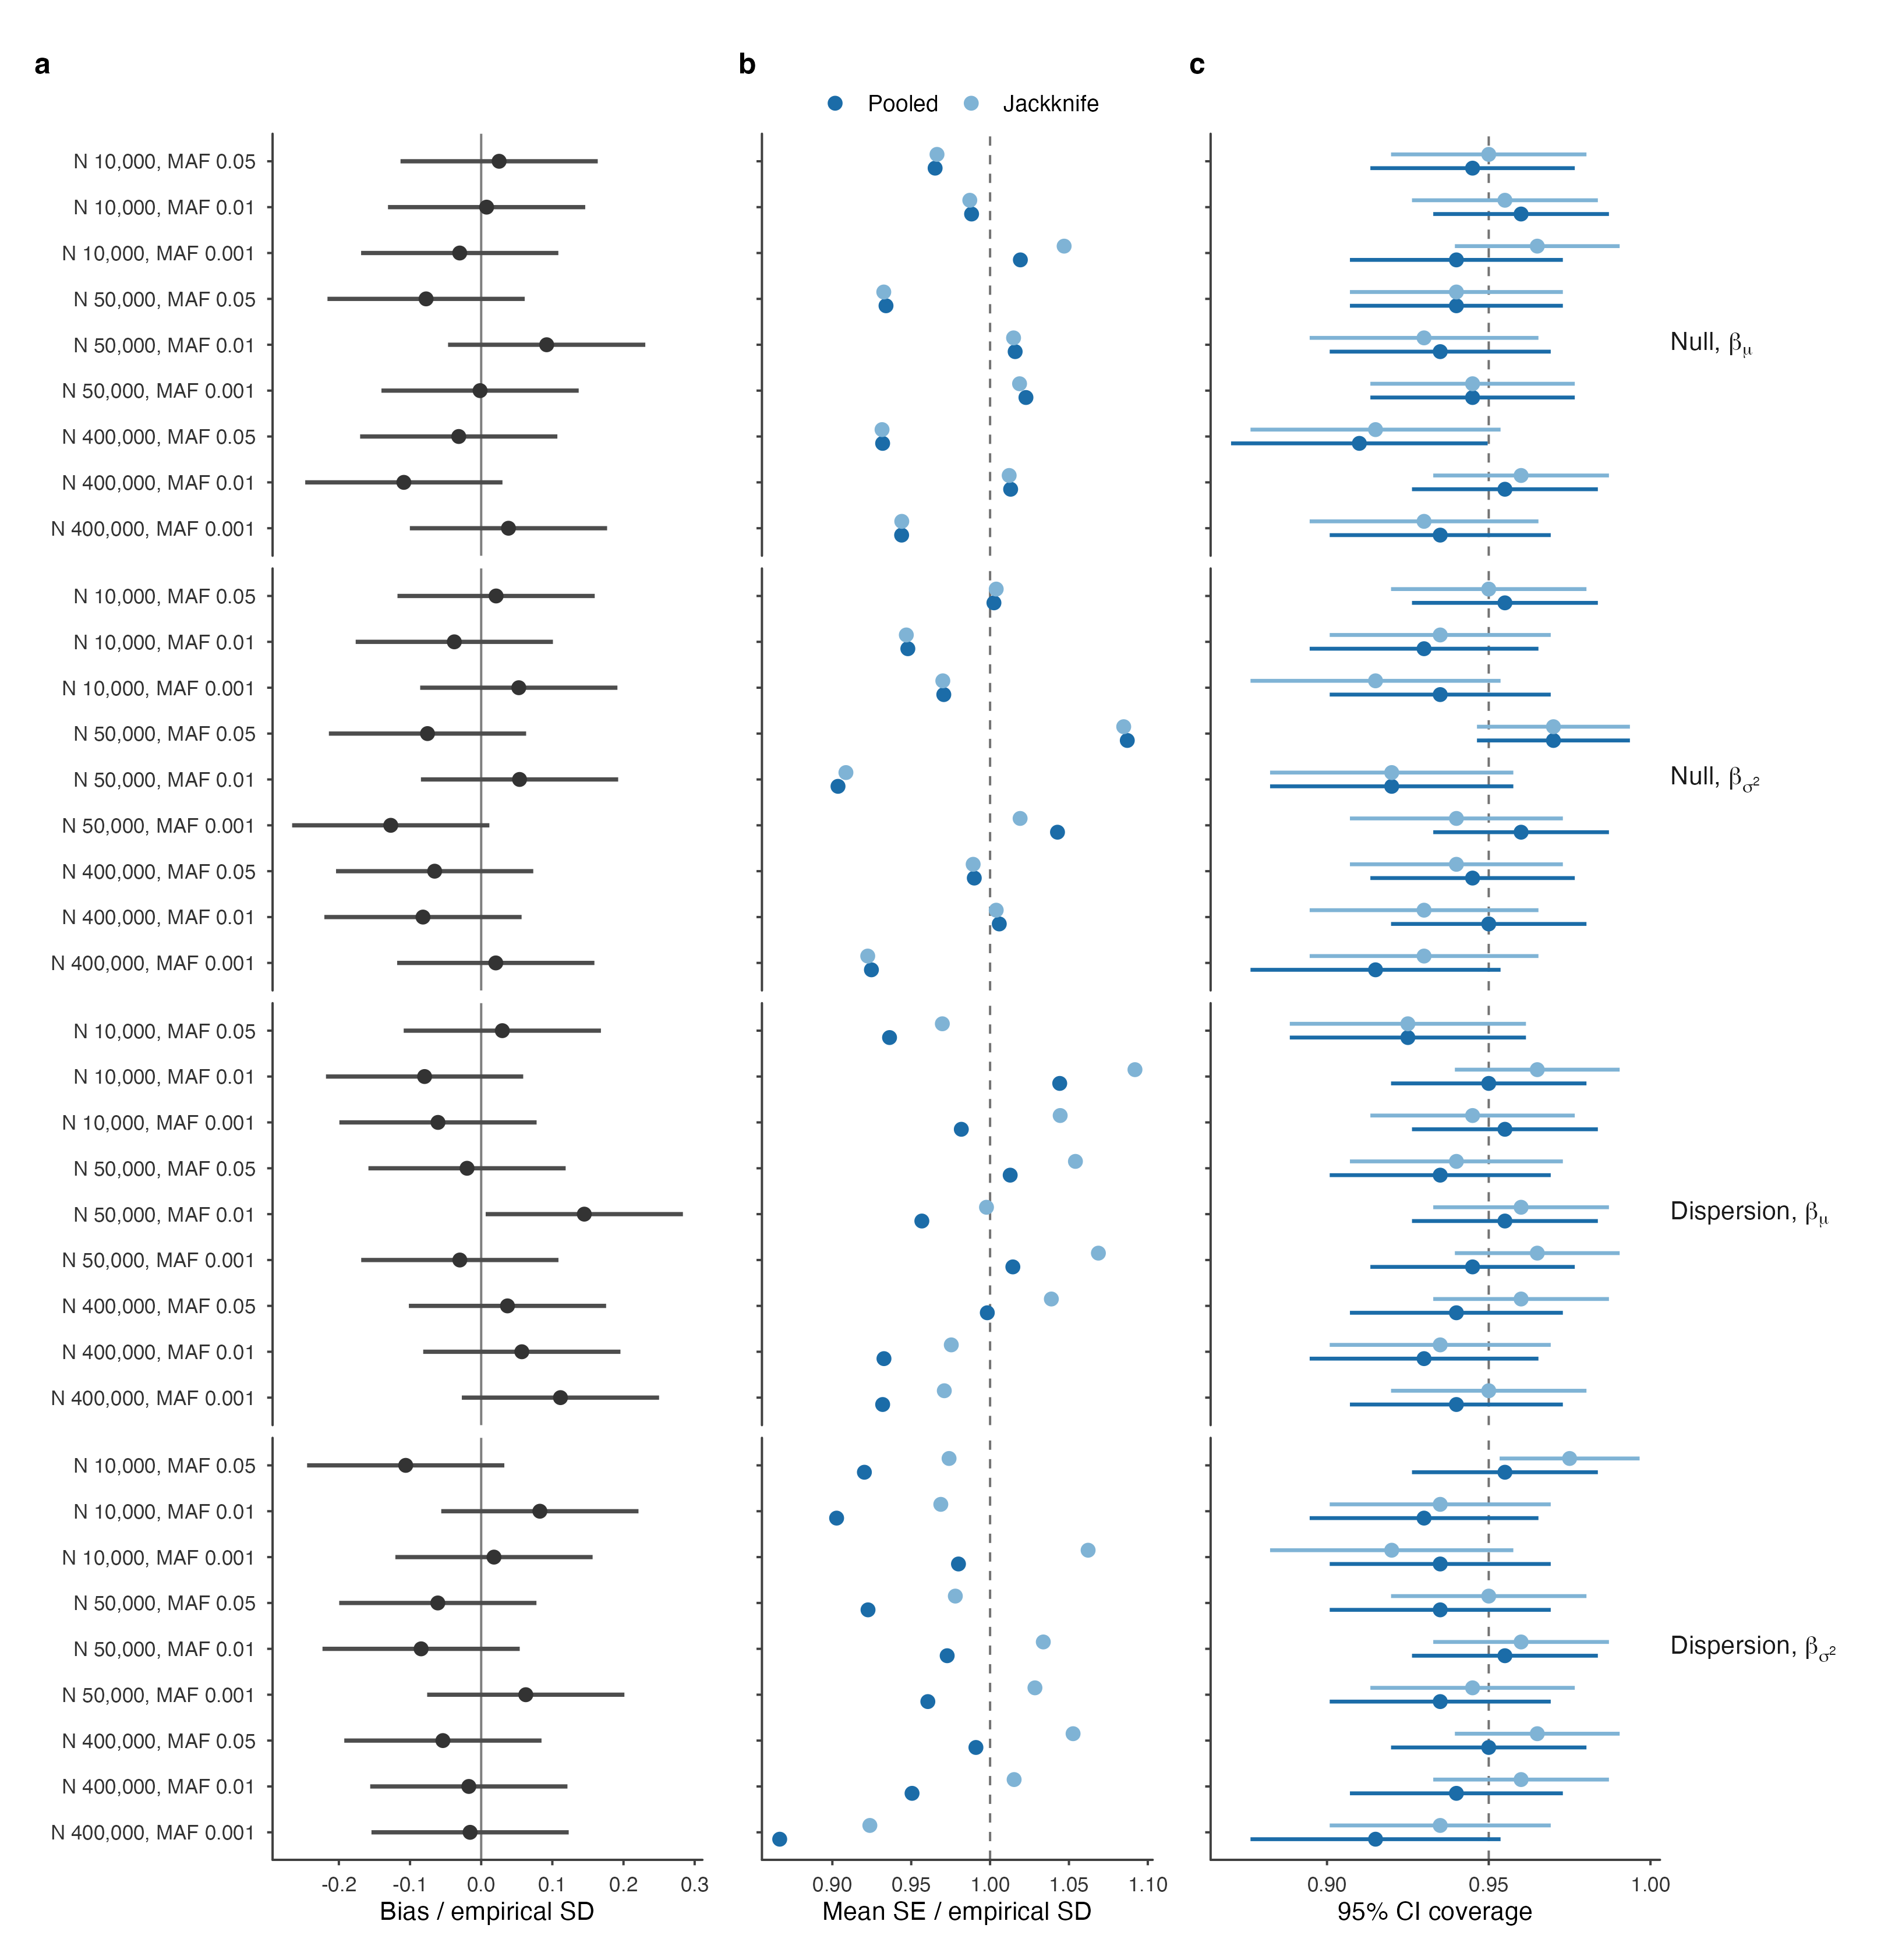 a
b
c
Pooled
Jackknife
N 10,000, MAF 0.05
N 10,000, MAF 0.01
N 10,000, MAF 0.001
N 50,000, MAF 0.05
N 50,000, MAF 0.01
N 50,000, MAF 0.001
N 400,000, MAF 0.05
N 400,000, MAF 0.01
N 400,000, MAF 0.001
Null, βμ
N 10,000, MAF 0.05
N 10,000, MAF 0.01
N 10,000, MAF 0.001
N 50,000, MAF 0.05
N 50,000, MAF 0.01
N 50,000, MAF 0.001
N 400,000, MAF 0.05
N 400,000, MAF 0.01
N 400,000, MAF 0.001
Null, βσ²
N 10,000, MAF 0.05
N 10,000, MAF 0.01
N 10,000, MAF 0.001
N 50,000, MAF 0.05
N 50,000, MAF 0.01
N 50,000, MAF 0.001
N 400,000, MAF 0.05
N 400,000, MAF 0.01
N 400,000, MAF 0.001
Dispersion, βμ
N 10,000, MAF 0.05
N 10,000, MAF 0.01
N 10,000, MAF 0.001
N 50,000, MAF 0.05
N 50,000, MAF 0.01
N 50,000, MAF 0.001
N 400,000, MAF 0.05
N 400,000, MAF 0.01
N 400,000, MAF 0.001
Dispersion, βσ²
-0.2 -0.1 0.0 0.1 0.2 0.3
Bias / empirical SD
0.90 0.95 1.00 1.05 1.10
Mean SE / empirical SD
0.90 0.95 1.00
95% CI coverage